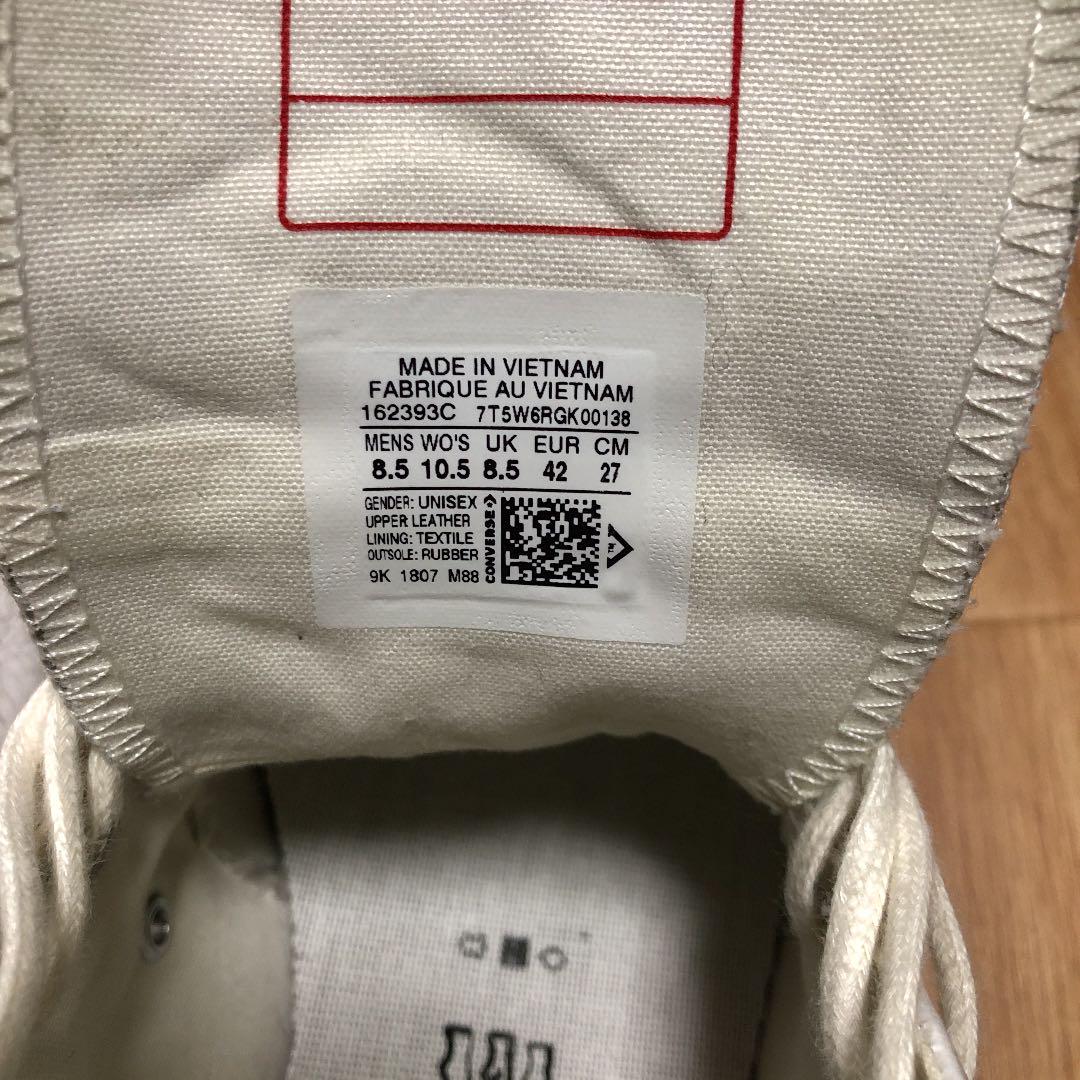 MADE IN VIETNAM
FABRIQUE AU VIETNAM
162393C 7T5W6RGK00138
MENS WO'S UK EUR CM
8.5 10.5 8.5 42 27
GENDER: UNISEX
UPPER LEATHER
LINING: TEXTILE
OUTSOLE: RUBBER
9K 1807 M88
CONVERSE
TM